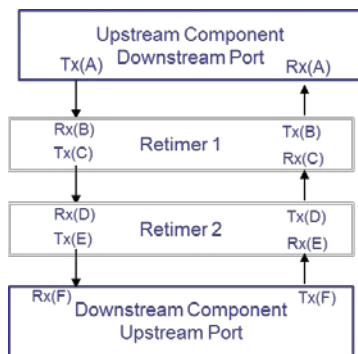 Upstream Component
Downstream Port
Tx(A)
Rx(A)
Rx(B)
Tx(C)
Retimer 1
Tx(B)
Rx(C)
Rx(D)
Tx(E)
Retimer 2
Tx(D)
Rx(E)
Rx(F)
Downstream Component
Upstream Port
Tx(F)